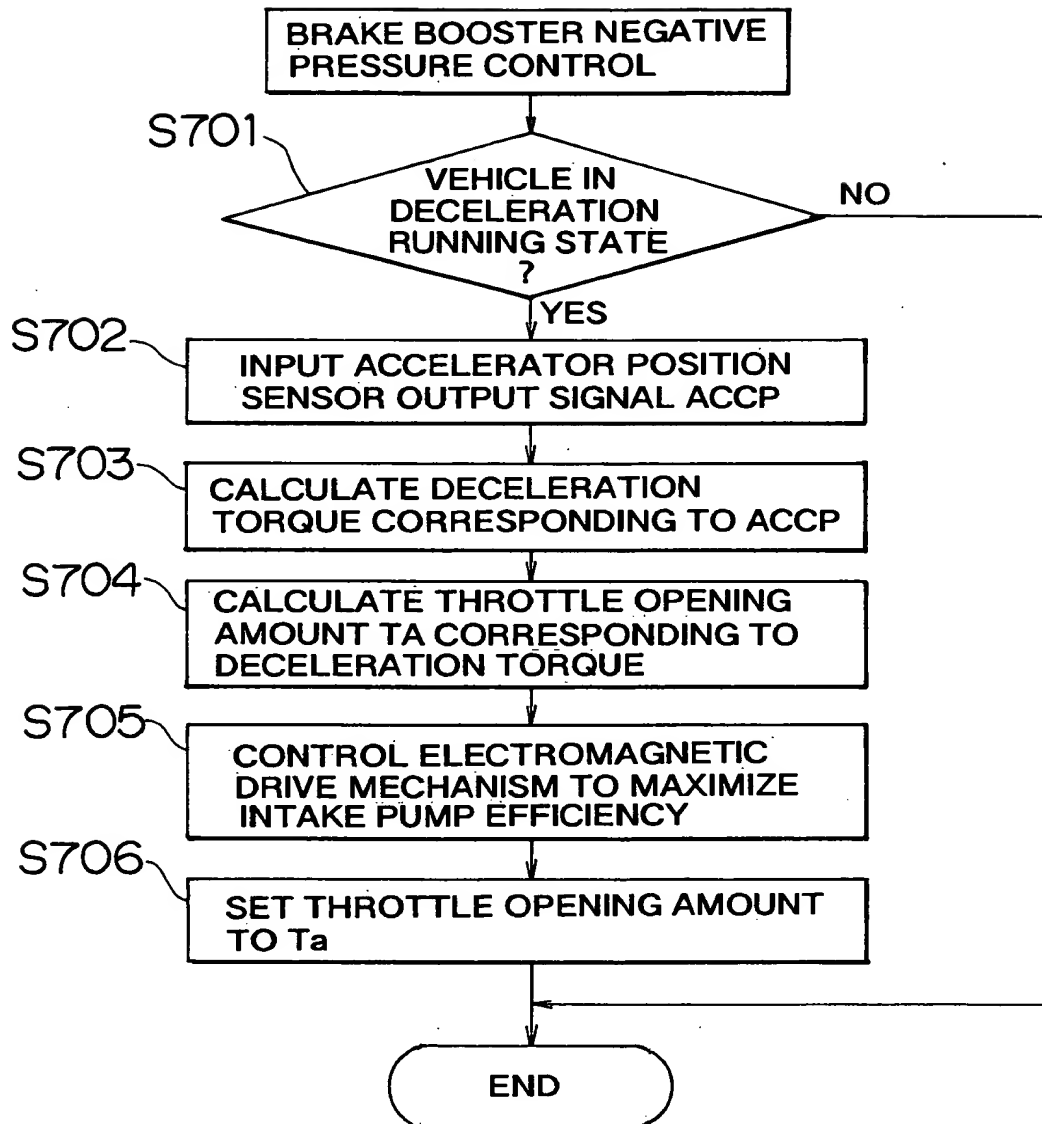 BRAKE BOOSTER NEGATIVE
PRESSURE CONTROL
S701
VEHICLE IN
DECELERATION
RUNNING STATE
?
NO
YES
S702
INPUT ACCELERATOR POSITION
SENSOR OUTPUT SIGNAL ACCP
S703
CALCULATE DECELERATION
TORQUE CORRESPONDING TO ACCP
S704
CALCULATE THROTTLE OPENING
AMOUNT TA CORRESPONDING TO
DECELERATION TORQUE
S705
CONTROL ELECTROMAGNETIC
DRIVE MECHANISM TO MAXIMIZE
INTAKE PUMP EFFICIENCY
S706
SET THROTTLE OPENING AMOUNT
TO Ta
END